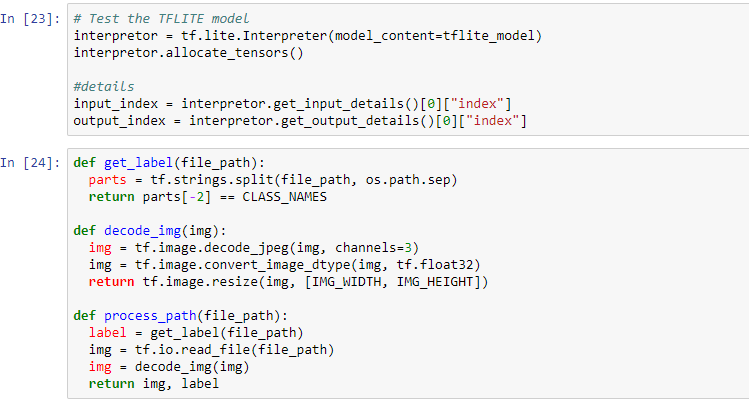 In [23]: # Test the TFLITE model
interpretor = tf.lite.Interpreter(model_content=tflite_model)
interpretor.allocate_tensors()

#details
input_index = interpretor.get_input_details()[0]["index"]
output_index = interpretor.get_output_details()[0]["index"]

In [24]: def get_label(file_path):
  parts = tf.strings.split(file_path, os.path.sep)
  return parts[-2] == CLASS_NAMES

def decode_img(img):
  img = tf.image.decode_jpeg(img, channels=3)
  img = tf.image.convert_image_dtype(img, tf.float32)
  return tf.image.resize(img, [IMG_WIDTH, IMG_HEIGHT])

def process_path(file_path):
  label = get_label(file_path)
  img = tf.io.read_file(file_path)
  img = decode_img(img)
  return img, label